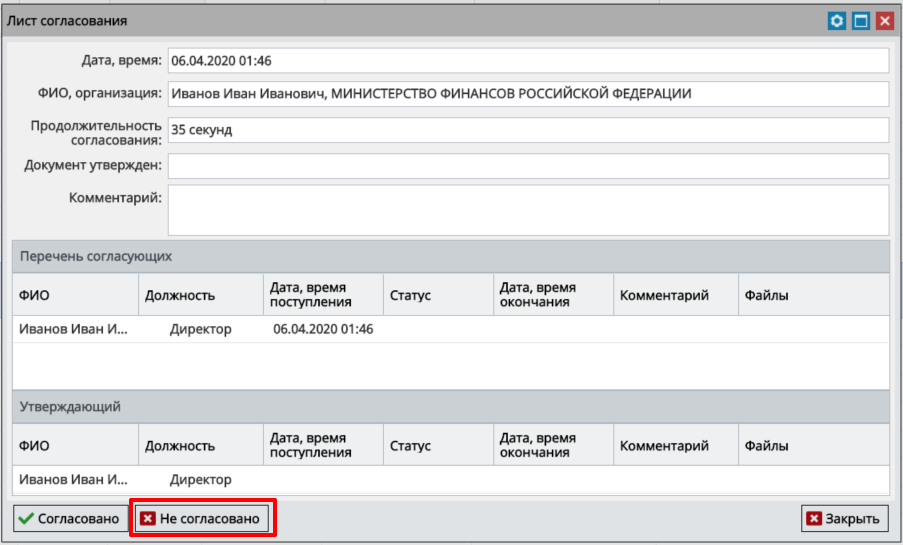 Лист согласования
Дата, время: 06.04.2020 01:46
ФИО, организация: Иванов Иван Иванович, МИНИСТЕРСТВО ФИНАНСОВ РОССИЙСКОЙ ФЕДЕРАЦИИ
Продолжительность
согласования: 35 секунд
Документ утвержден:
Комментарий:
Перечень согласующих
ФИО Должность Дата, время поступления Статус Дата, время окончания Комментарий Файлы
Иванов Иван И... Директор 06.04.2020 01:46
Утверждающий
ФИО Должность Дата, время поступления Статус Дата, время окончания Комментарий Файлы
Иванов Иван И... Директор
Согласовано Не согласовано Закрыть